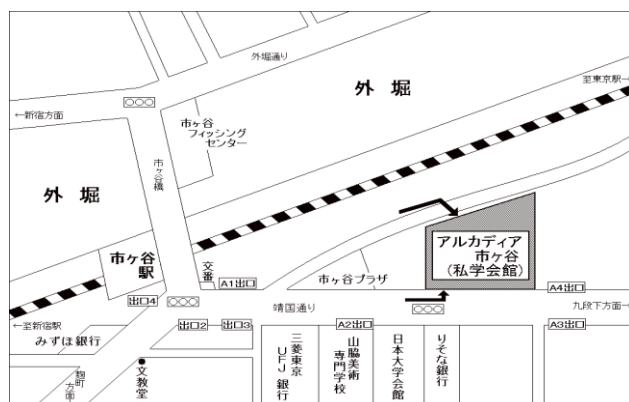 外堀通り
外 堀
至東京駅→
←新宿方面
市ヶ谷
フィッシング
センター
市ヶ谷橋
外 堀
アルカディア
市ヶ谷
(私学会館)
市ヶ谷
駅
交番
A1出口
市ヶ谷プラザ
A4出口
出口4
靖国通り
九段下方面→
←至新宿駅
出口2
出口3
A2出口
A3出口
みずほ銀行
麹町
方面
文教堂
三菱東京
UFJ銀行
山脇美術
専門学校
日本大学会館
りそな銀行